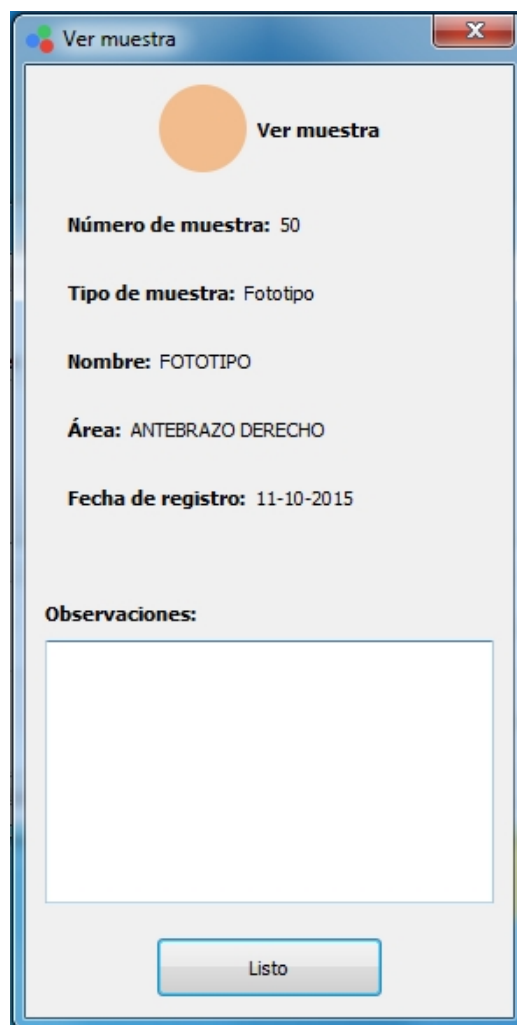 Ver muestra
Ver muestra
Número de muestra: 50
Tipo de muestra: Fototipo
Nombre: FOTOTIPO
Área: ANTEBRAZO DERECHO
Fecha de registro: 11-10-2015
Observaciones:
Listo